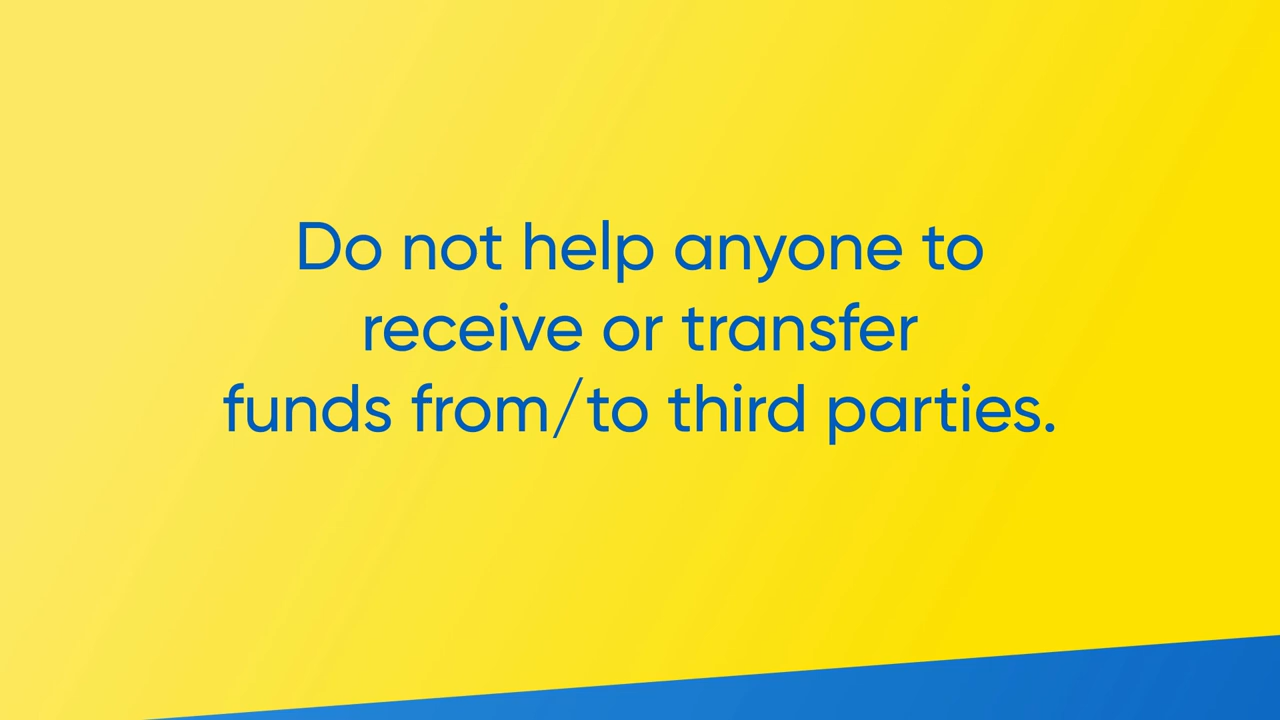 Do not help anyone to
receive or transfer
funds from/to third parties.